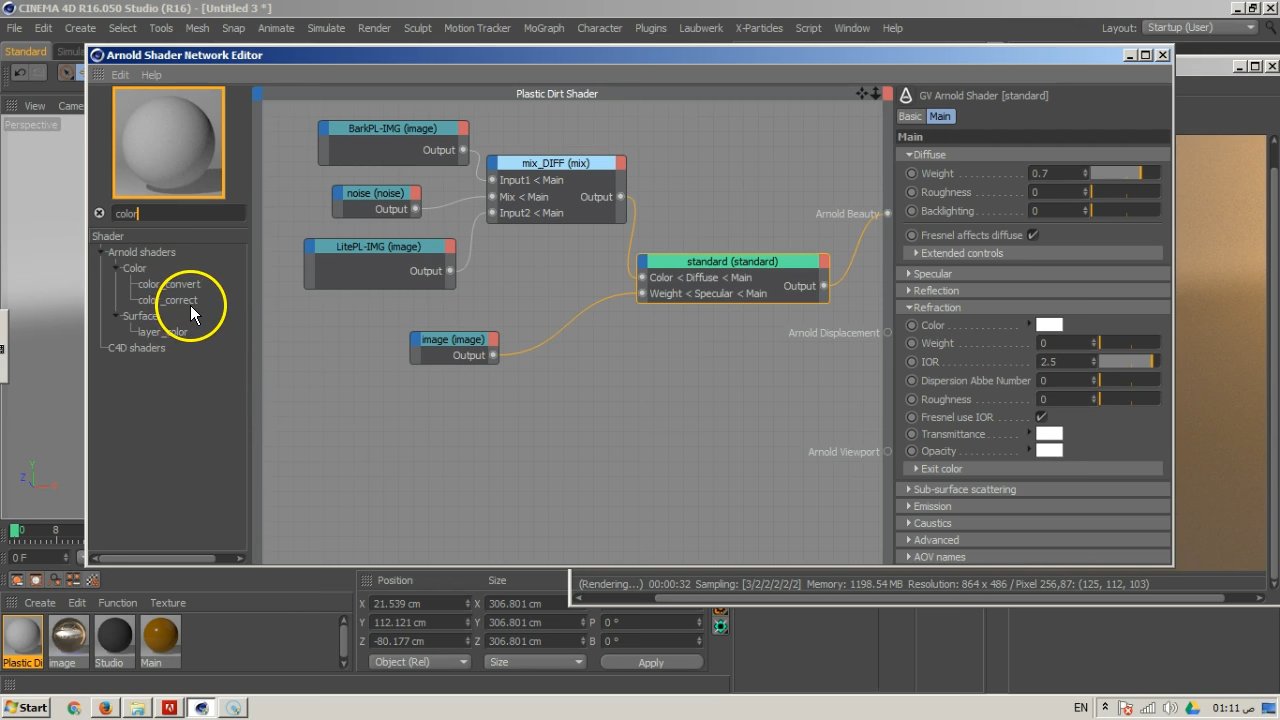 CINEMA 4D R16.050 Studio (R16) - [Untitled 3 *]
File Edit Create Select Tools Mesh Snap Animate Simulate Render Sculpt Motion Tracker MoGraph Character Plugins Laubwerk X-Particles Script Window Help Layout: Startup (User)
Standard
Arnold Shader Network Editor
Edit Help
View
Perspective
Plastic Dirt Shader
GV Arnold Shader [standard]
Basic Main
Main
BarkPL-IMG (image)
Output
mix_DIFF (mix)
Input1 < Main
Mix < Main Output
Input2 < Main
noise (noise)
Output
LitePL-IMG (image)
Output
standard (standard)
Color < Diffuse < Main
Weight < Specular < Main
Output
image (image)
Output
Arnold Beauty
Arnold Displacement
Arnold Viewport
color
Shader
Arnold shaders
Color
color_convert
color_correct
layer_color
C4D shaders
Diffuse
Weight 0.7
Roughness 0
Backlighting 0
Fresnel affects diffuse
Extended controls
Specular
Reflection
Refraction
Color
Weight 0
IOR 2.5
Dispersion Abbe Number 0
Roughness 0
Fresnel use IOR
Transmittance
Opacity
Exit color
Sub-surface scattering
Emission
Caustics
Advanced
AOV names
0 8
0 F
(Rendering...) 00:00:32 Sampling: [3/2/2/2/2/2] Memory: 1198.54 MB Resolution: 864 x 486 / Pixel 256,87: (125, 112, 103)
Position Size
X 21.539 cm X 306.801 cm
Y 112.121 cm Y 306.801 cm P 0 °
Z -80.177 cm Z 306.801 cm B 0 °
Object (Rel) Size Apply
Create Edit Function Texture
Plastic Di image Studio Main
Start EN 01:11 ص